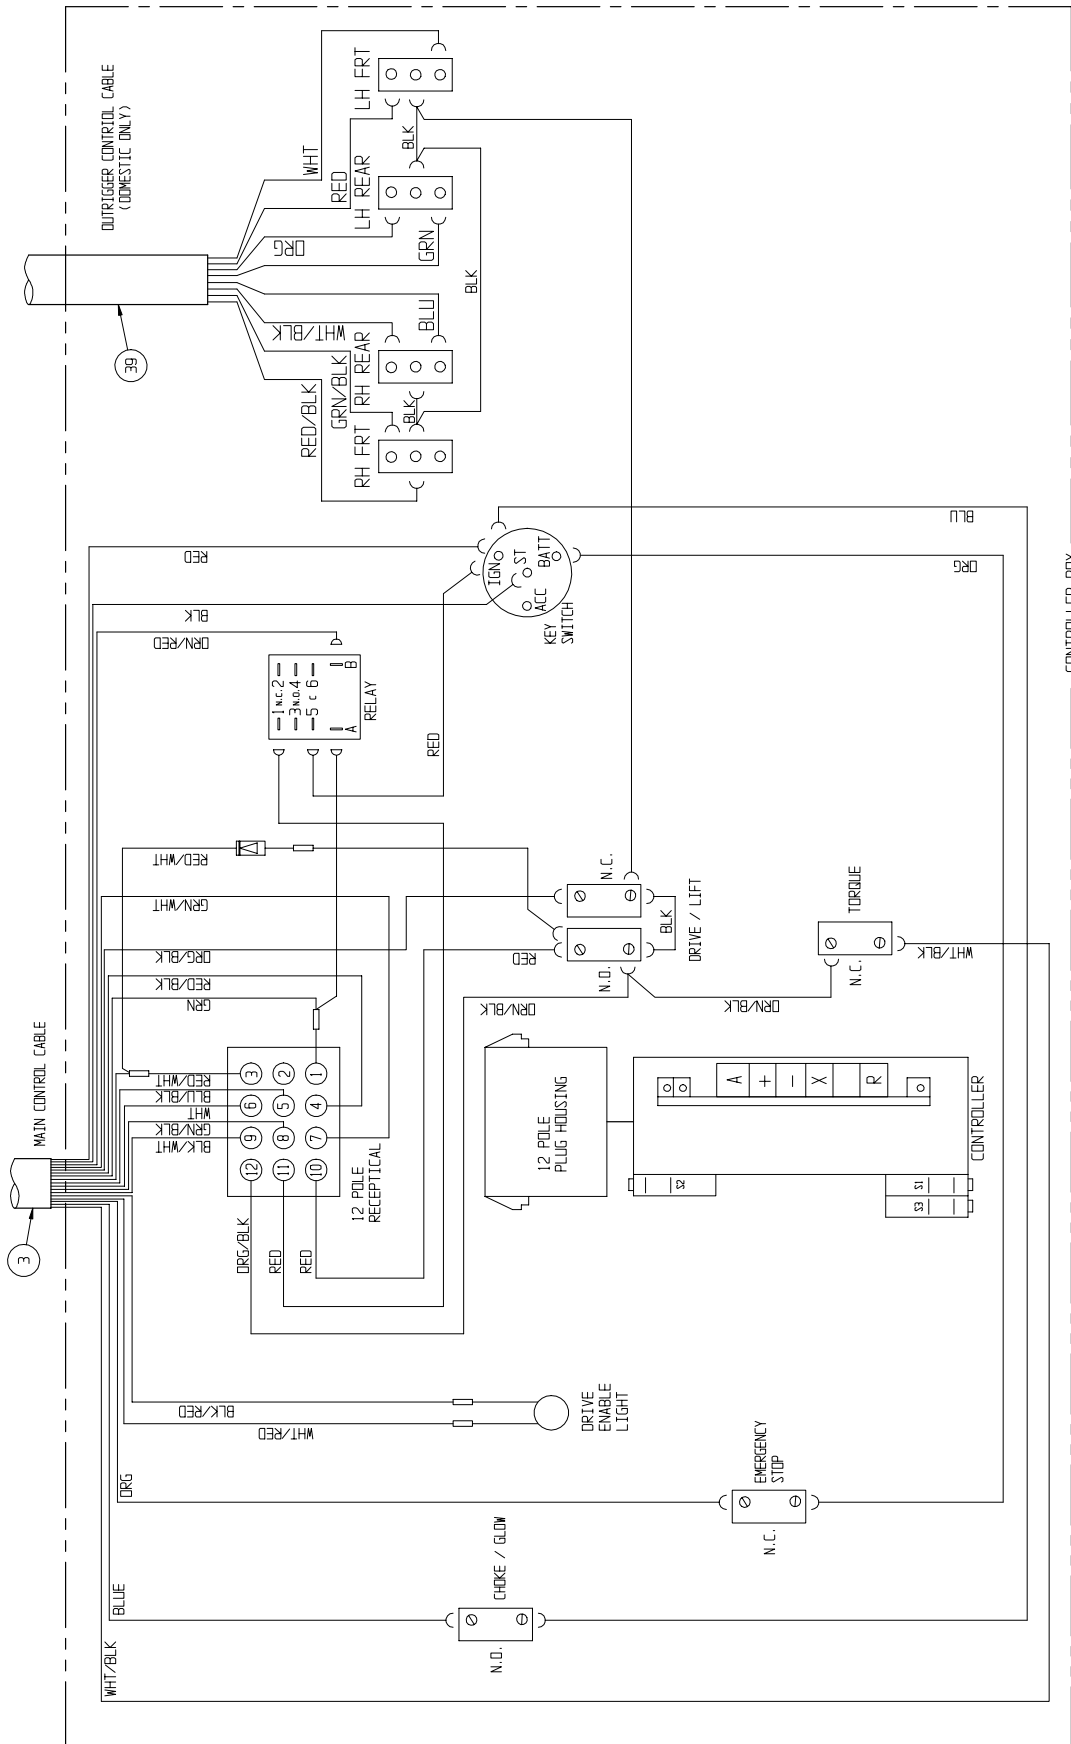 OUTRIGGER CONTROL CABLE
(DOMESTIC ONLY)
39
WHT
RED
ORG
GRN
BLU
WHT/BLK
GRN/BLK
RED/BLK
LH FRT
LH REAR
RH REAR
RH FRT
BLK
BLK
BLK
MAIN CONTROL CABLE
3
RED
BLK
ORN/RED
RED/WHT
GRN/WHT
ORG/BLK
RED/BLK
GRN
RED/WHT
BLU/BLK
WHT
GRN/BLK
BLK/WHT
1 N.C. 2
3 N.O. 4
5 C 6
A
B
RELAY
RED
IGN
ST
BATT
ACC
KEY
SWITCH
BLU
ORG
CONTROLLER BOX
3 2 1
6 5 4
9 8 7
12 11 10
12 POLE
RECEPTICAL
ORG/BLK
RED
RED
RED
N.C.
N.O.
BLK
DRIVE / LIFT
ORN/BLK
ORN/BLK
TORQUE
N.C.
WHT/BLK
12 POLE
PLUG HOUSING
A
+
-
X
R
S2
S1
S3
CONTROLLER
BLK/RED
WHT/RED
DRIVE
ENABLE
LIGHT
ORG
EMERGENCY
STOP
N.C.
BLUE
CHOKE / GLOW
N.O.
WHT/BLK